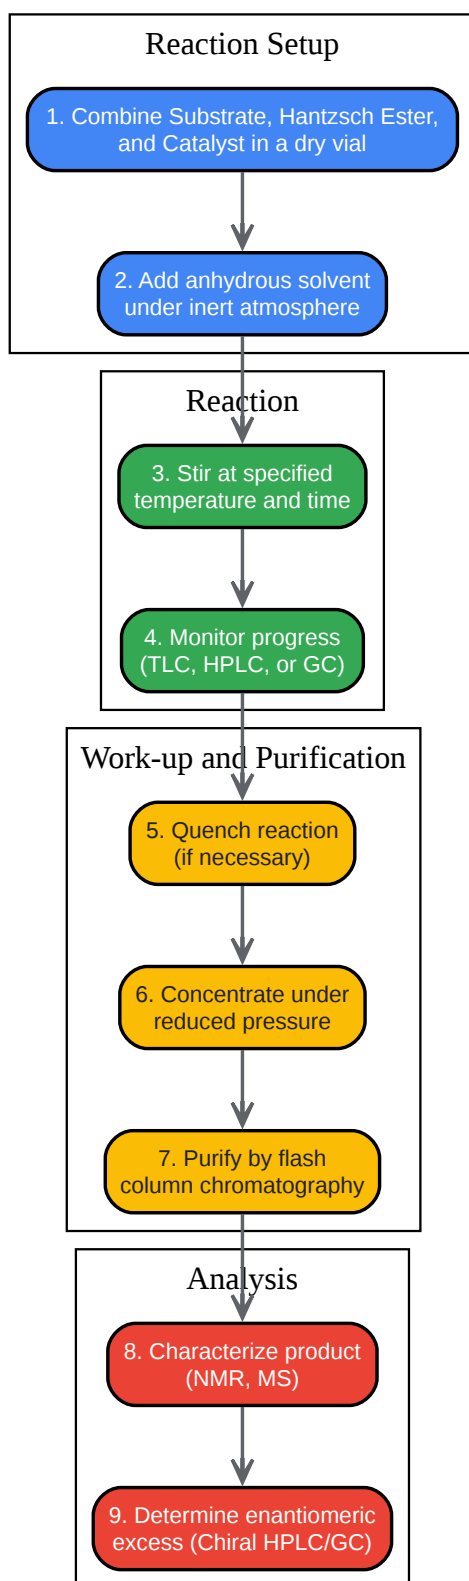 Reaction Setup
1. Combine Substrate, Hantzsch Ester,
and Catalyst in a dry vial
2. Add anhydrous solvent
under inert atmosphere
Reaction
3. Stir at specified
temperature and time
4. Monitor progress
(TLC, HPLC, or GC)
Work-up and Purification
5. Quench reaction
(if necessary)
6. Concentrate under
reduced pressure
7. Purify by flash
column chromatography
Analysis
8. Characterize product
(NMR, MS)
9. Determine enantiomeric
excess (Chiral HPLC/GC)